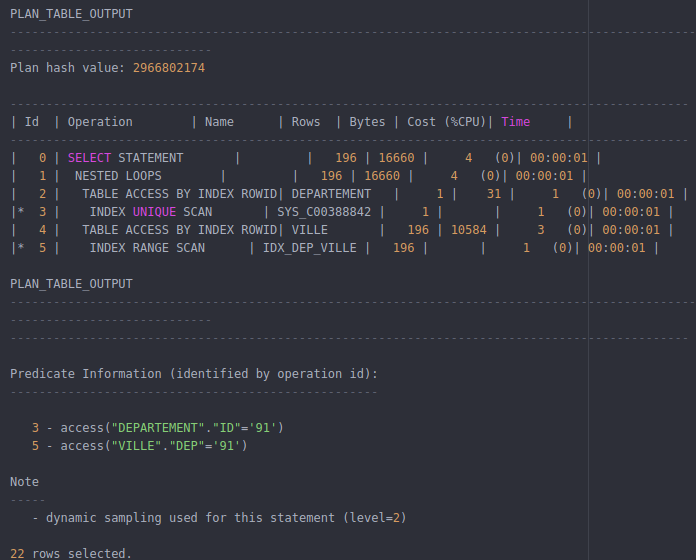 PLAN_TABLE_OUTPUT
------------------------------------------------------------------------------------------------
----------------------------
Plan hash value: 2966802174
----------------------------------------------------------------------------------------------
| Id  | Operation        | Name       | Rows  | Bytes | Cost (%CPU)| Time     |
----------------------------------------------------------------------------------------------
|   0 | SELECT STATEMENT       |         |   196 | 16660 |     4   (0)| 00:00:01 |
|   1 |  NESTED LOOPS        |         |   196 | 16660 |     4   (0)| 00:00:01 |
|   2 |   TABLE ACCESS BY INDEX ROWID| DEPARTEMENT   |     1 |    31 |     1   (0)| 00:00:01 |
|*  3 |    INDEX UNIQUE SCAN       | SYS_C00388842 |     1 |       |     1   (0)| 00:00:01 |
|   4 |   TABLE ACCESS BY INDEX ROWID| VILLE       |   196 | 10584 |     3   (0)| 00:00:01 |
|*  5 |    INDEX RANGE SCAN      | IDX_DEP_VILLE |   196 |       |     1   (0)| 00:00:01 |
PLAN_TABLE_OUTPUT
------------------------------------------------------------------------------------------------
----------------------------
----------------------------------------------------------------------------------------------
Predicate Information (identified by operation id):
---------------------------------------------------
   3 - access("DEPARTEMENT"."ID"='91')
   5 - access("VILLE"."DEP"='91')
Note
-----
   - dynamic sampling used for this statement (level=2)
22 rows selected.